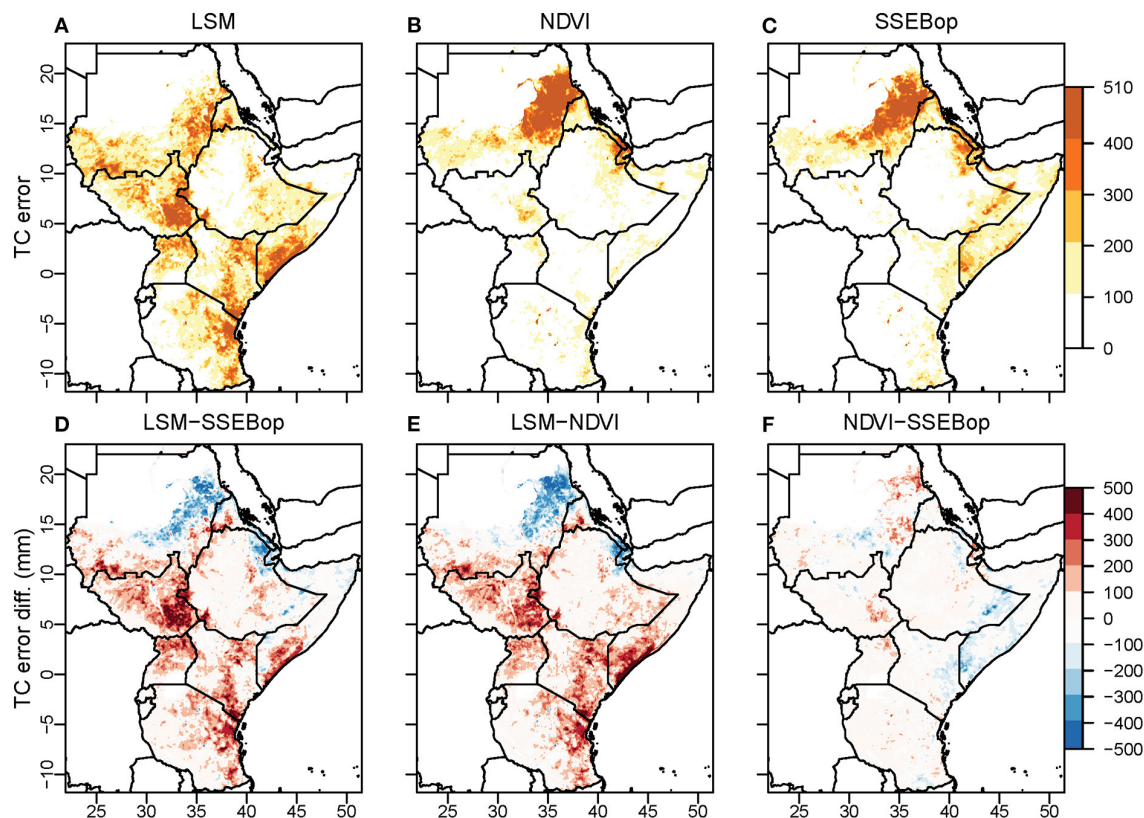 A LSM
B NDVI
C SSEBop
TC error
20
15
10
5
0
−5
−10
510
400
300
200
100
0
D LSM−SSEBop
E LSM−NDVI
F NDVI−SSEBop
TC error diff. (mm)
20
15
10
5
0
−5
−10
500
400
300
200
100
0
−100
−200
−300
−400
−500
25 30 35 40 45 50
25 30 35 40 45 50
25 30 35 40 45 50